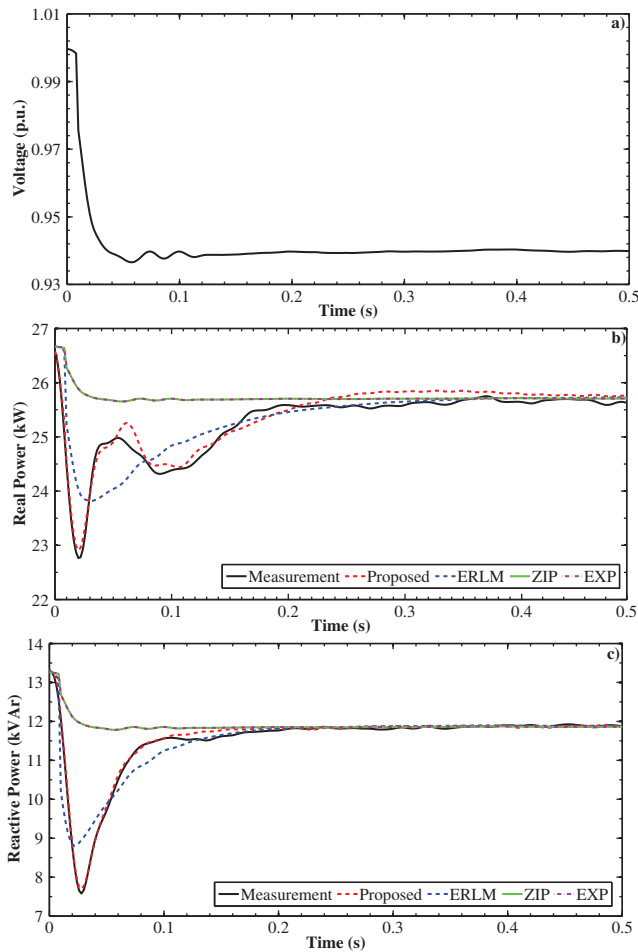 a)
1.01
0.99
0.97
0.95
0.93
Voltage (p.u.)
0 0.1 0.2 0.3 0.4 0.5
Time (s)
b)
27
26
25
24
23
22
Real Power (kW)
Measurement Proposed ERLM ZIP EXP
0 0.1 0.2 0.3 0.4 0.5
Time (s)
c)
14
13
12
11
10
9
8
7
Reactive Power (kVAr)
Measurement Proposed ERLM ZIP EXP
0 0.1 0.2 0.3 0.4 0.5
Time (s)